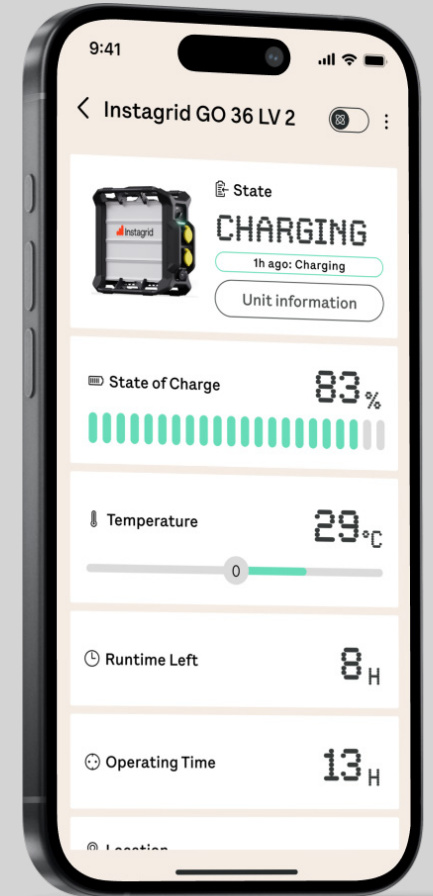 9:41
Instagrid GO 36 LV 2
State
Instagrid
CHARGING
1h ago: Charging
Unit information
State of Charge
83%
Temperature
29°C
0
Runtime Left
8H
Operating Time
13H
Location